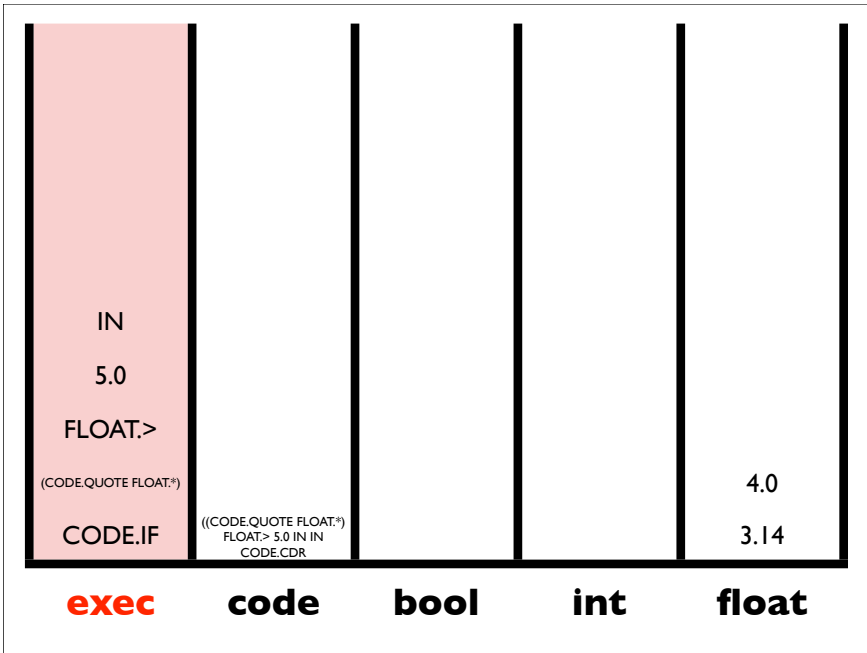 IN
5.0
FLOAT.>
(CODE.QUOTE FLOAT.*)
CODE.IF
((CODE.QUOTE FLOAT.*)
FLOAT.> 5.0 IN IN
CODE.CDR
4.0
3.14
exec code bool int float